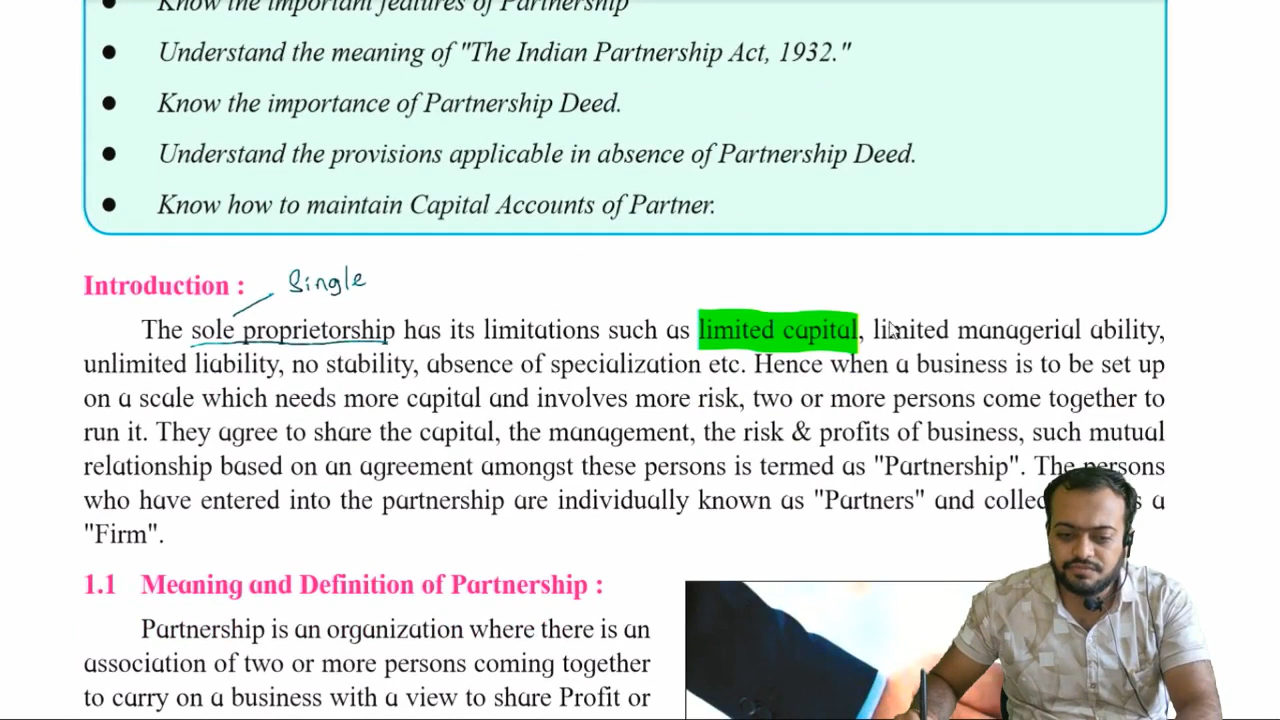 Know the important features of Partnership
Understand the meaning of "The Indian Partnership Act, 1932."
Know the importance of Partnership Deed.
Understand the provisions applicable in absence of Partnership Deed.
Know how to maintain Capital Accounts of Partner.
Introduction :
Single
The sole proprietorship has its limitations such as limited capital, limited managerial ability,
unlimited liability, no stability, absence of specialization etc. Hence when a business is to be set up
on a scale which needs more capital and involves more risk, two or more persons come together to
run it. They agree to share the capital, the management, the risk & profits of business, such mutual
relationship based on an agreement amongst these persons is termed as "Partnership". The persons
who have entered into the partnership are individually known as "Partners" and a
"Firm".
1.1 Meaning and Definition of Partnership :
Partnership is an organization where there is an
association of two or more persons coming together
to carry on a business with a view to share Profit or